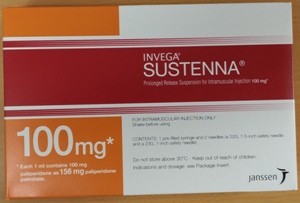 INVEGA®
SUSTENNA®
Prolonged Release Suspension for Intramuscular Injection 100 mg*
FOR INTRAMUSCULAR INJECTION ONLY
Shake before using
100mg*
* Each 1 ml contains 100 mg
paliperidone as 156 mg paliperidone
palmitate.
CONTENTS: 1 pre-filled syringe and 2 needles (a 22G, 1.5-inch safety needle
and a 23G, 1-inch safety needle)
Do not store above 30°C - Keep out of reach of children.
Indications and dosage: see Package Insert.
janssen